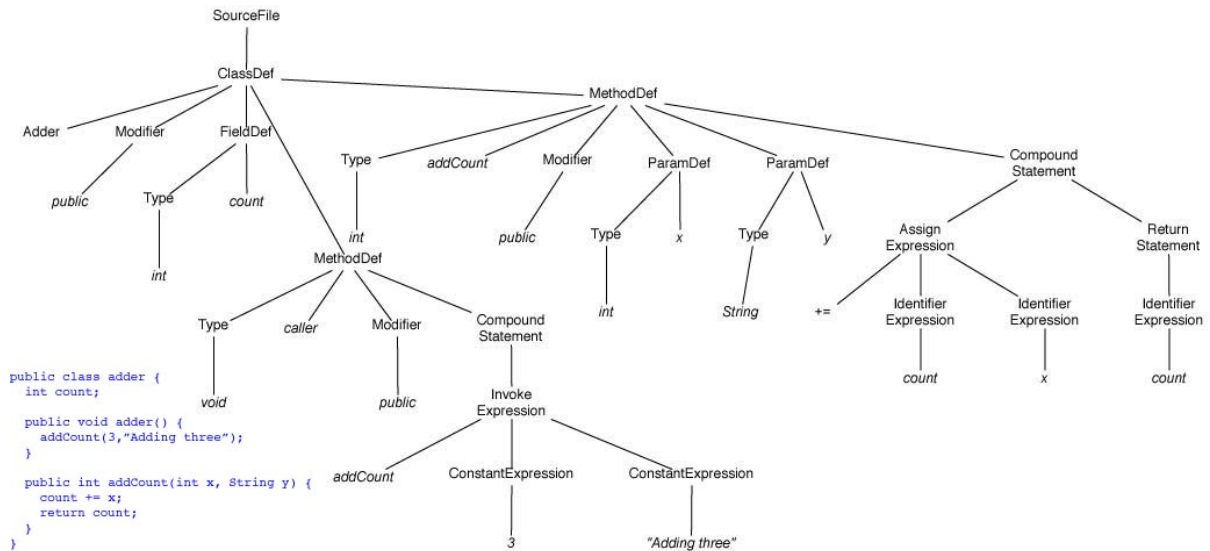 SourceFile
ClassDef
MethodDef
Adder
Modifier
FieldDef
Type
addCount
Modifier
ParamDef
ParamDef
Compound
Statement
public
Type
count
int
public
Type
x
Type
y
Assign
Expression
Return
Statement
int
MethodDef
int
String
+=
Identifier
Expression
Identifier
Expression
Identifier
Expression
Type
caller
Modifier
Compound
Statement
count
x
count
void
public
Invoke
Expression
addCount
ConstantExpression
ConstantExpression
3
"Adding three"
public class adder {
int count;
public void adder() {
addCount(3,"Adding three");
}
public int addCount(int x, String y) {
count += x;
return count;
}
}